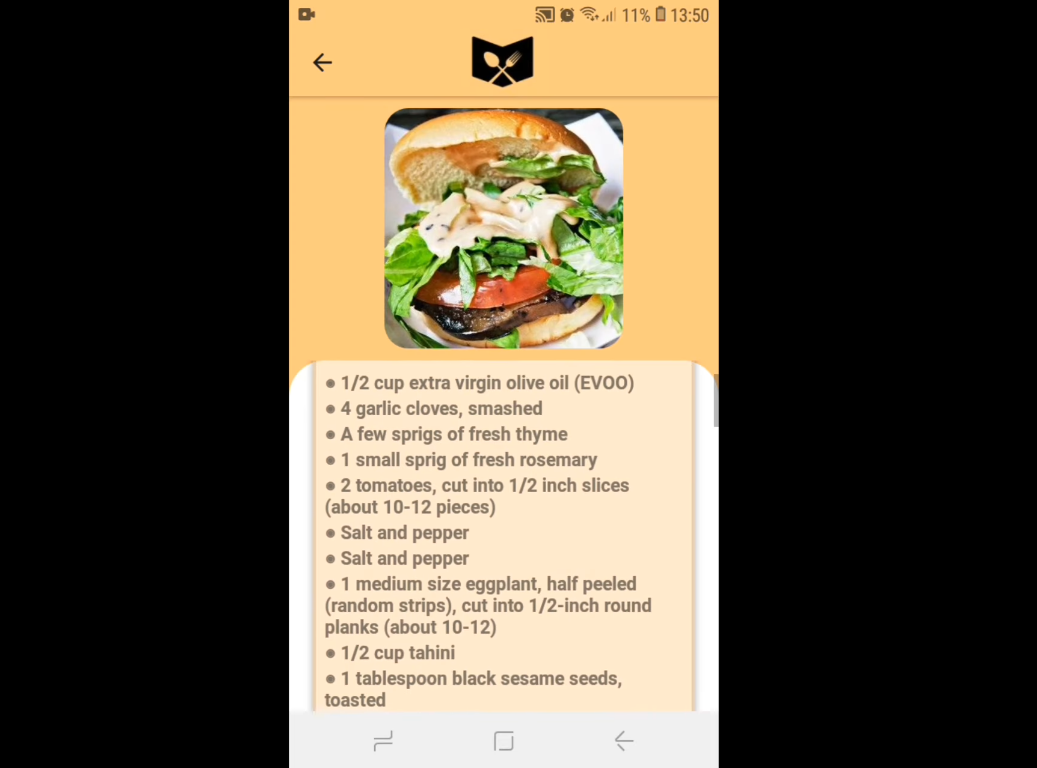 11% 13:50
● 1/2 cup extra virgin olive oil (EVOO)
● 4 garlic cloves, smashed
● A few sprigs of fresh thyme
● 1 small sprig of fresh rosemary
● 2 tomatoes, cut into 1/2 inch slices
(about 10-12 pieces)
● Salt and pepper
● Salt and pepper
● 1 medium size eggplant, half peeled
(random strips), cut into 1/2-inch round
planks (about 10-12)
● 1/2 cup tahini
● 1 tablespoon black sesame seeds,
toasted